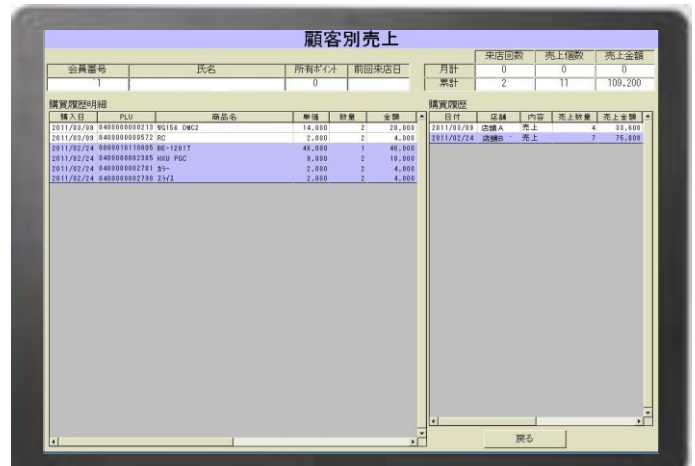 顧客別売上
来店回数 売上個数 売上金額
会員番号 氏名 所有ポイント 前回来店日 月計 0 0 0
1 0 累計 2 11 109,200
購買履歴明細 購買履歴
購入日 PLU 商品名 単価 数量 金額 日付 店舗 内容 売上数量 売上金額
2011/03/09 0400000000213 WG156 DWC2 14,000 2 28,000 2011/03/09 店舗A 売上 4 33,600
2011/03/09 0400000000572 RC 2,000 2 4,000 2011/02/24 店舗B 売上 7 75,600
2011/02/24 0000010110005 BE-1201T 40,000 1 40,000
2011/02/24 0400000002305 HXU PGC 9,000 2 18,000
2011/02/24 0400000002781 カラー 2,000 2 4,000
2011/02/24 0400000002798 スライス 2,000 2 4,000
戻る